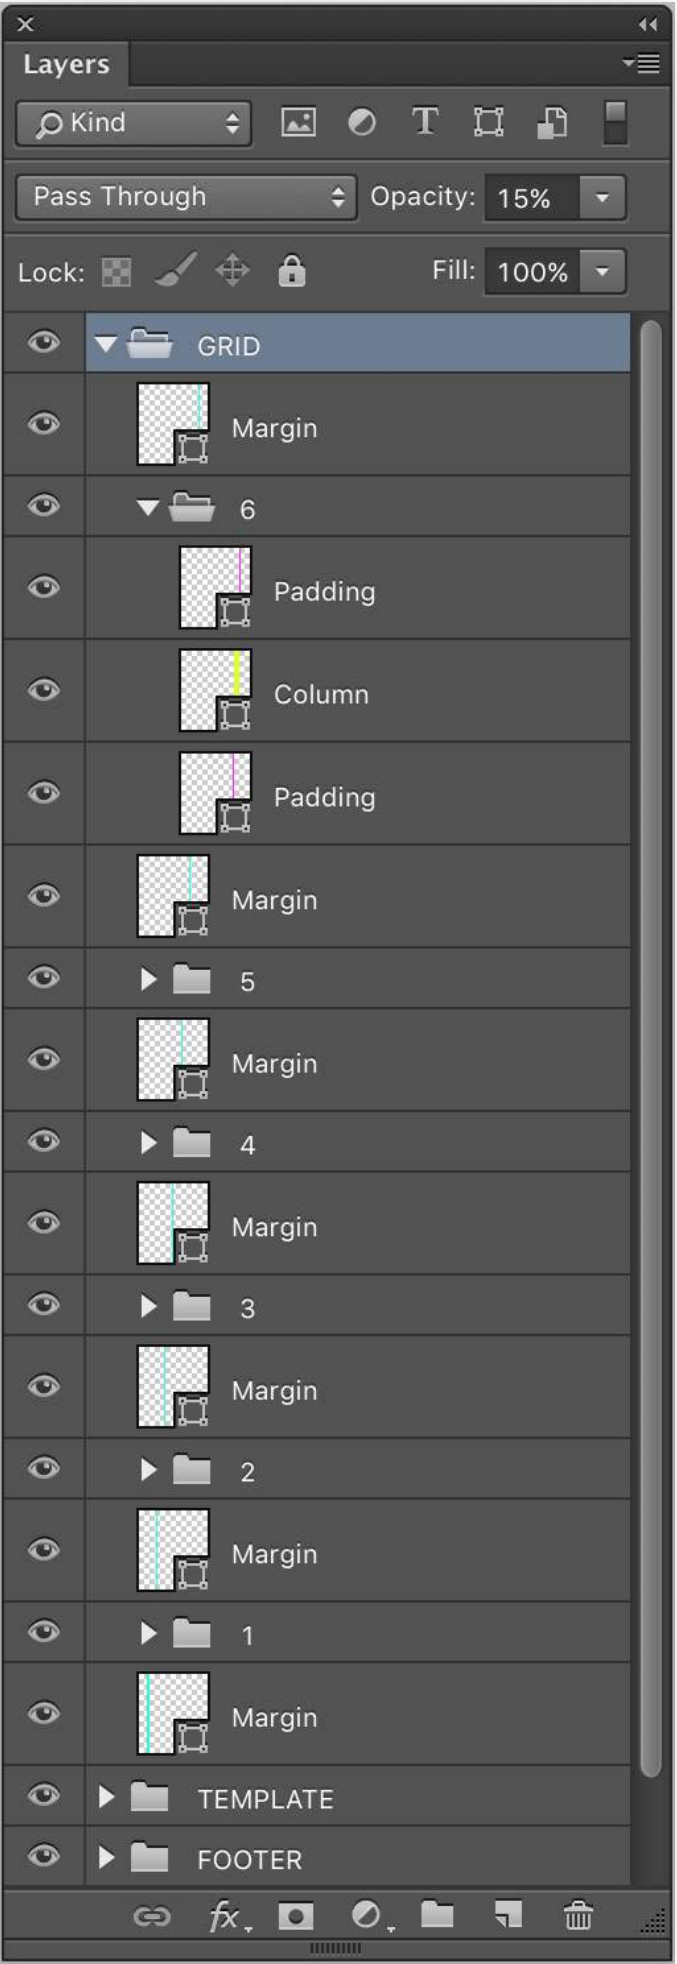 Layers
Kind
T
Pass Through Opacity: 15%
Lock: Fill: 100%
GRID
Margin
6
Padding
Column
Padding
Margin
5
Margin
4
Margin
3
Margin
2
Margin
1
Margin
TEMPLATE
FOOTER
fx